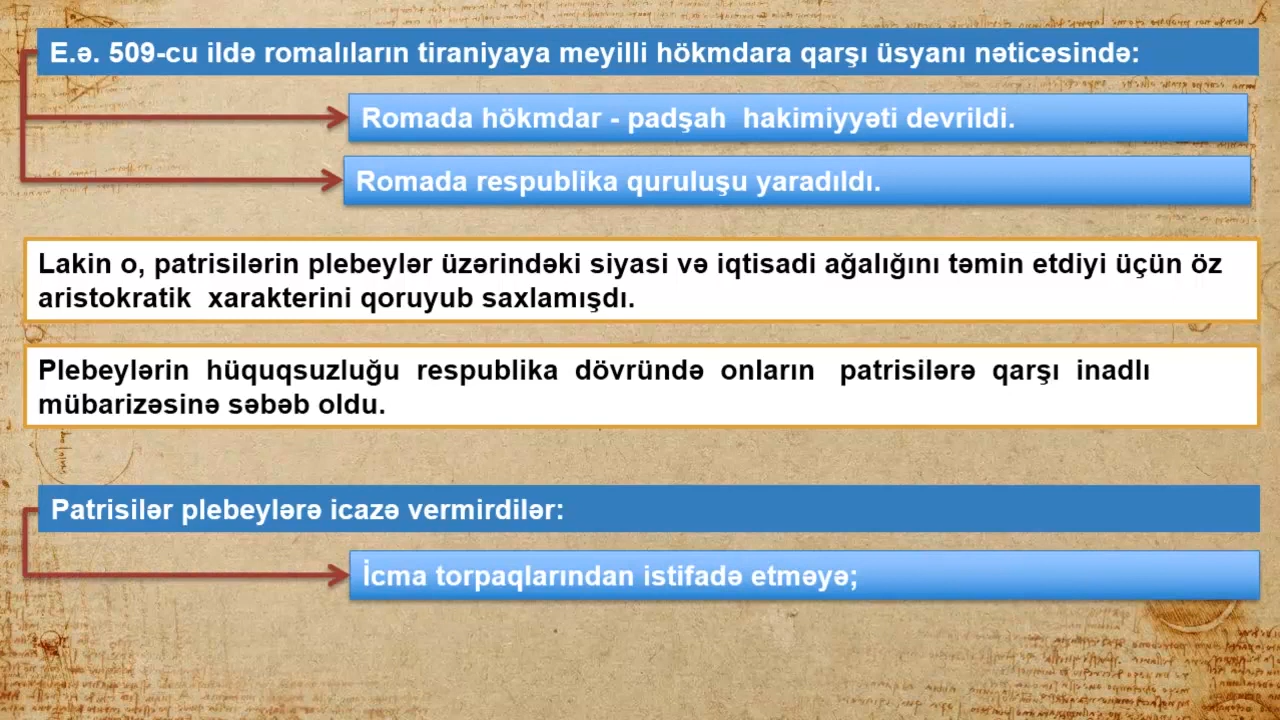 E.ə. 509-cu ildə romalıların tiraniyaya meyilli hökmdara qarşı üsyanı nəticəsində:
Romada hökmdar - padşah hakimiyyəti devrildi.
Romada respublika quruluşu yaradıldı.
Lakin o, patrisilərin plebeylər üzərindəki siyasi və iqtisadi ağalığını təmin etdiyi üçün öz
aristokratik xarakterini qoruyub saxlamışdı.
Plebeylərin hüquqsuzluğu respublika dövründə onların patrisilərə qarşı inadlı
mübarizəsinə səbəb oldu.
Patrisilər plebeylərə icazə vermirdilər:
İcma torpaqlarından istifadə etməyə;